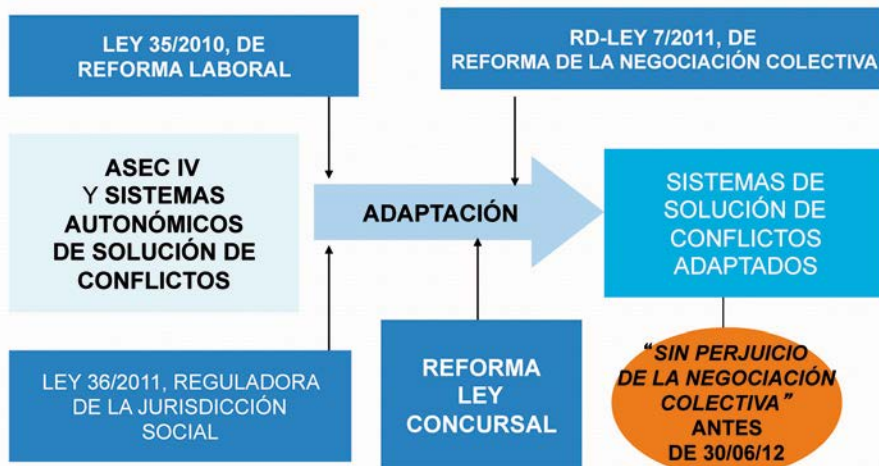 LEY 35/2010, DE
REFORMA LABORAL
RD-LEY 7/2011, DE
REFORMA DE LA NEGOCIACIÓN COLECTIVA
ASEC IV
Y SISTEMAS
AUTONÓMICOS
DE SOLUCIÓN DE
CONFLICTOS
ADAPTACIÓN
SISTEMAS DE
SOLUCIÓN DE
CONFLICTOS
ADAPTADOS
LEY 36/2011, REGULADORA
DE LA JURISDICCIÓN
SOCIAL
REFORMA
LEY
CONCURSAL
“SIN PERJUICIO
DE LA NEGOCIACIÓN
COLECTIVA”
ANTES
DE 30/06/12